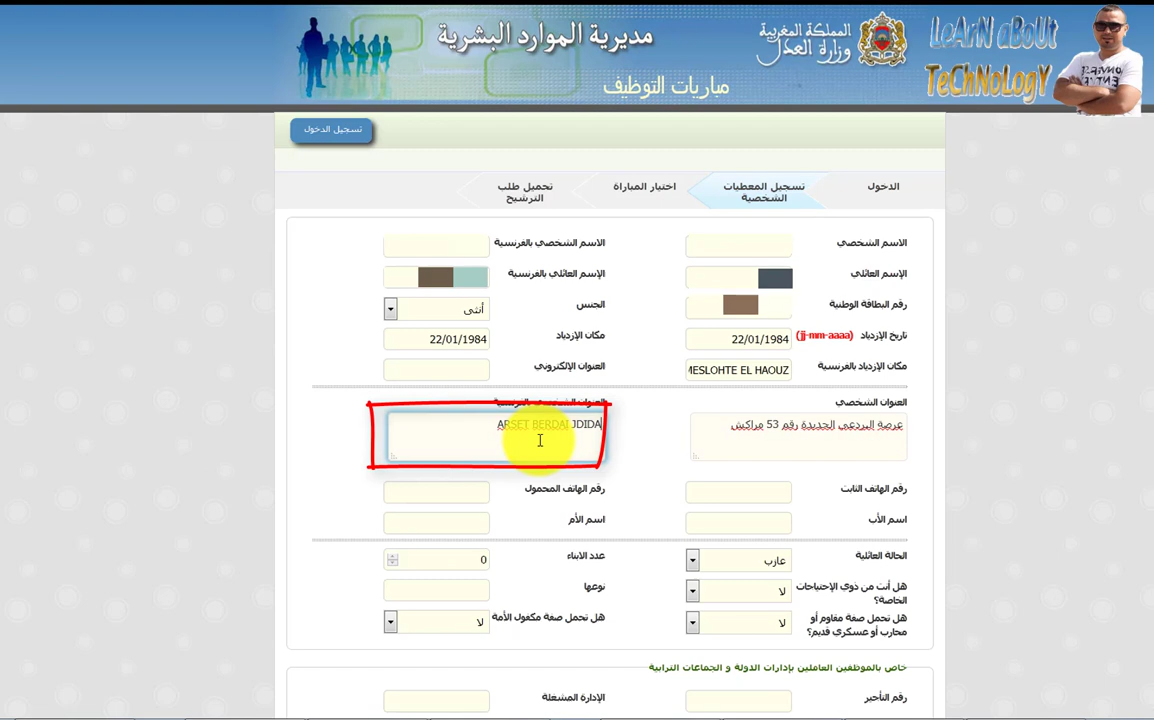 LeArN aBoUt
TeChNoLogY
المملكة المغربية
وزارة العدل
مديرية الموارد البشرية
مباريات التوظيف
تسجيل الدخول
الدخول
تسجيل المعطيات
الشخصية
اختيار المباراة
تحميل طلب
الترشيح
الاسم الشخصي
الاسم الشخصي بالفرنسية
الإسم العائلي
الإسم العائلي بالفرنسية
رقم البطاقة الوطنية
الجنس
أنثى
تاريخ الإزدياد (jj-mm-aaaa)
22/01/1984
مكان الإزدياد
22/01/1984
مكان الإزدياد بالفرنسية
MESLOHTE EL HAOUZ
العنوان الإلكتروني
العنوان الشخصي
العنوان الشخصي بالفرنسية
عرصة البردعي الجديدة رقم 53 مراكش
ARSET BERDAI JDIDA
رقم الهاتف الثابت
رقم الهاتف المحمول
اسم الأب
اسم الأم
الحالة العائلية
عازب
عدد الابناء
0
هل أنت من ذوي الإحتياجات
الخاصة؟
لا
نوعها
هل تحمل صفة مقاوم أو
محارب أو عسكري قديم؟
لا
هل تحمل صفة مكفول الأمة
لا
خاص بالموظفين العاملين بإدارات الدولة و الجماعات الترابية
رقم التأجير
الإدارة المشغلة